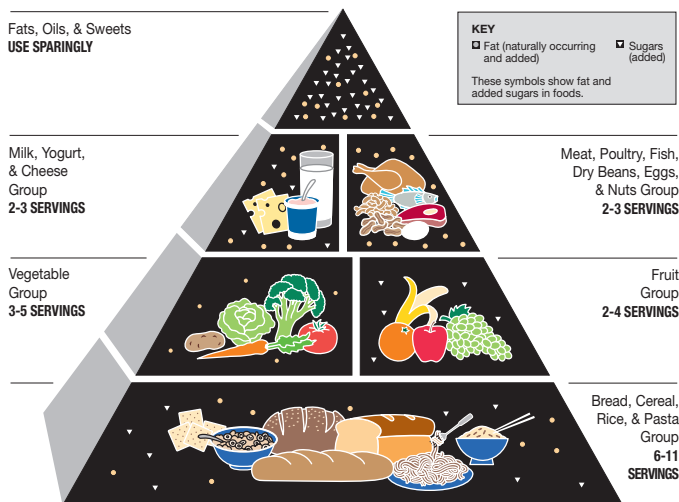 Fats, Oils, & Sweets
USE SPARINGLY
KEY
Fat (naturally occurring
and added)
Sugars
(added)
These symbols show fat and
added sugars in foods.
Milk, Yogurt,
& Cheese
Group
2-3 SERVINGS
Meat, Poultry, Fish,
Dry Beans, Eggs,
& Nuts Group
2-3 SERVINGS
Vegetable
Group
3-5 SERVINGS
Fruit
Group
2-4 SERVINGS
Bread, Cereal,
Rice, & Pasta
Group
6-11
SERVINGS